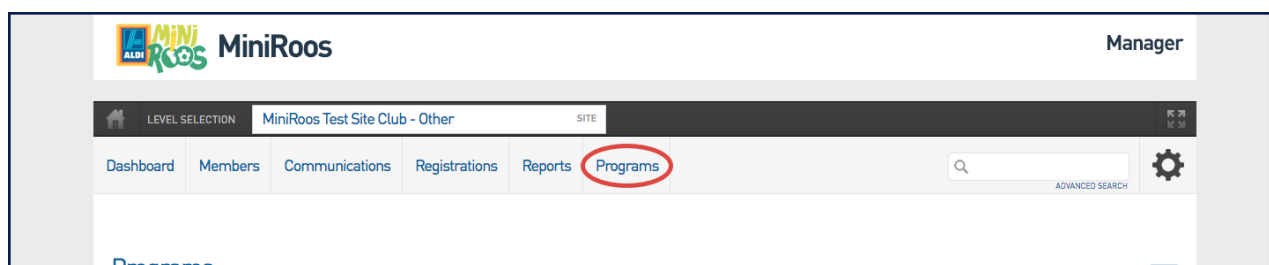 ALDI MiNi ROOS MiniRoos Manager
LEVEL SELECTION MiniRoos Test Site Club - Other SITE
Dashboard Members Communications Registrations Reports Programs
ADVANCED SEARCH
Programs